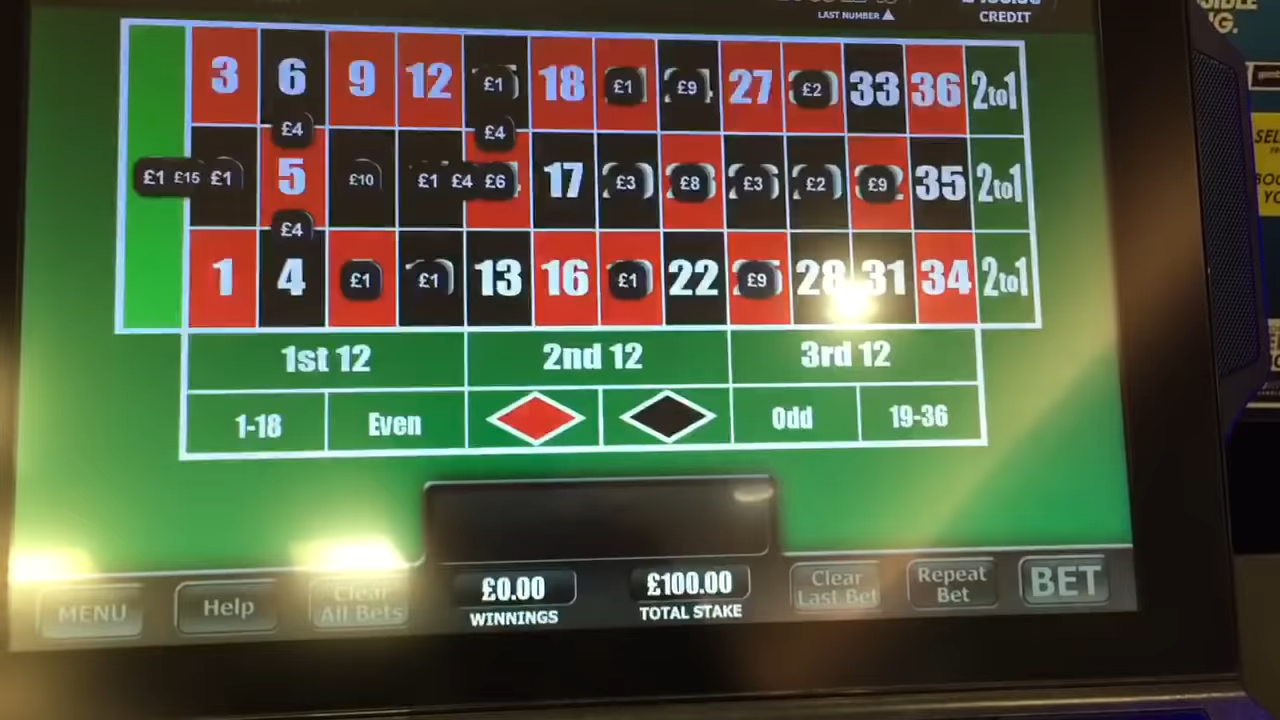 LAST NUMBER
CREDIT
3 6 9 12 £1 18 £1 £9 27 £2 33 36 2to1
£4 £4
£1 £15 £1 5 £10 £1 £4 £6 17 £3 £8 £3 £2 £9 35 2to1
£4
1 4 £1 £1 13 16 £1 22 £9 28 31 34 2to1
1st 12 2nd 12 3rd 12
1-18 Even Odd 19-36
MENU
Help
Clear
All Bets
£0.00
WINNINGS
£100.00
TOTAL STAKE
Clear
Last Bet
Repeat
Bet
BET